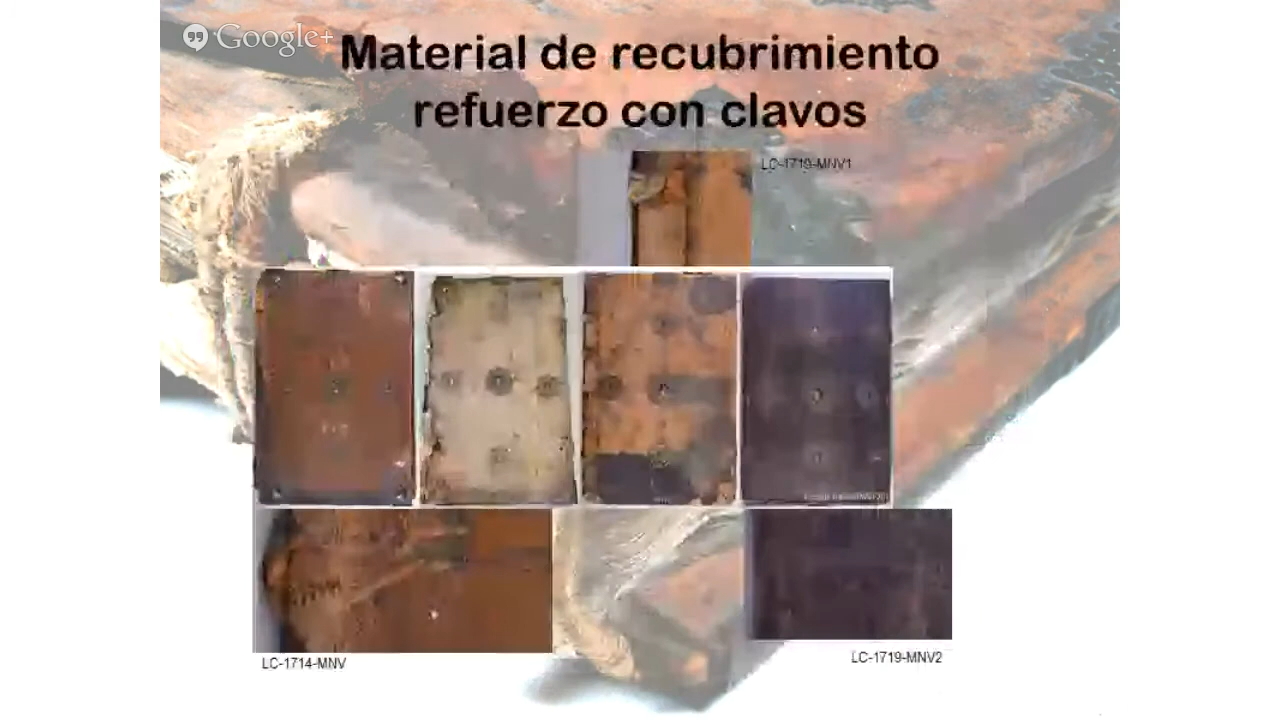 Google+
Material de recubrimiento
refuerzo con clavos
LC-1719-MNV1
LC-1714-MNV
LC-1719-MNV2